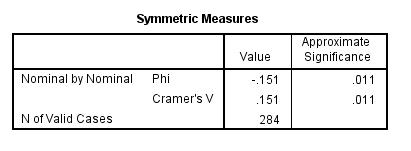 Symmetric Measures
Value Approximate Significance
Nominal by Nominal Phi -.151 .011
Cramer's V .151 .011
N of Valid Cases 284